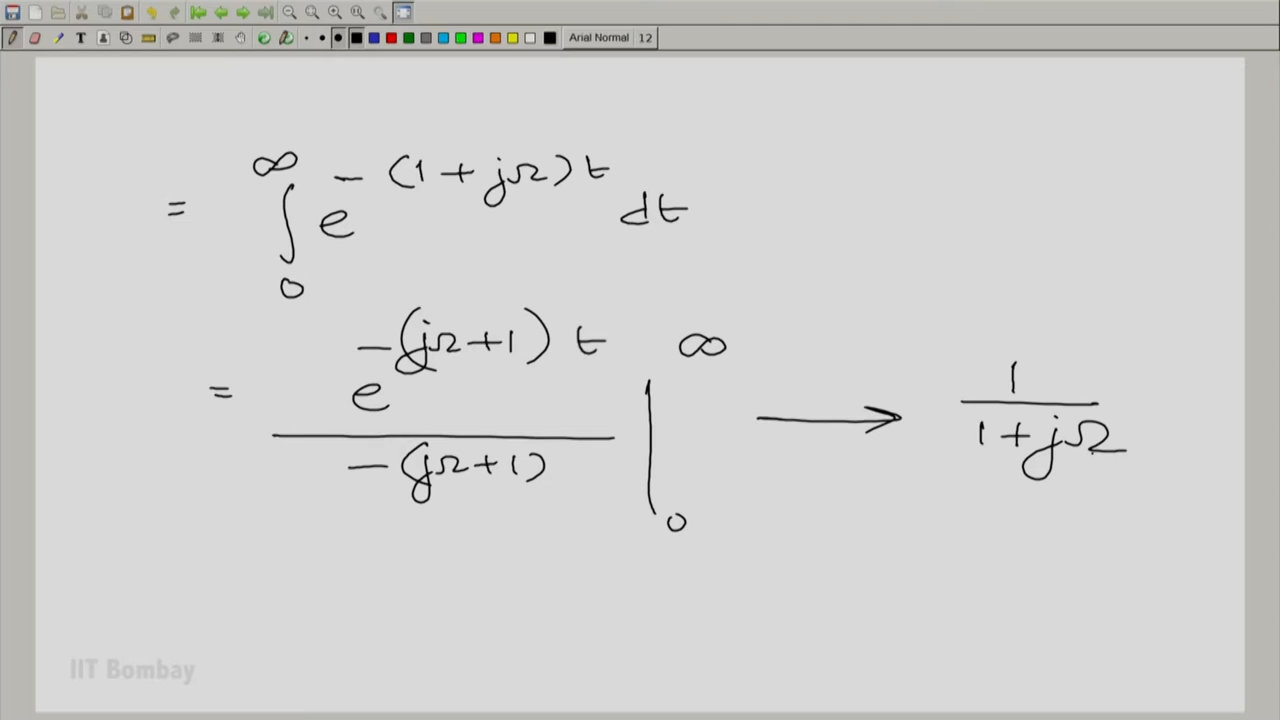 Arial Normal 12
= ∫₀^∞ e^{-(1+jΩ)t} dt
= e^{-(jΩ+1)t} / -(jΩ+1) |₀^∞ ⟶ 1 / 1+jΩ
IIT Bombay